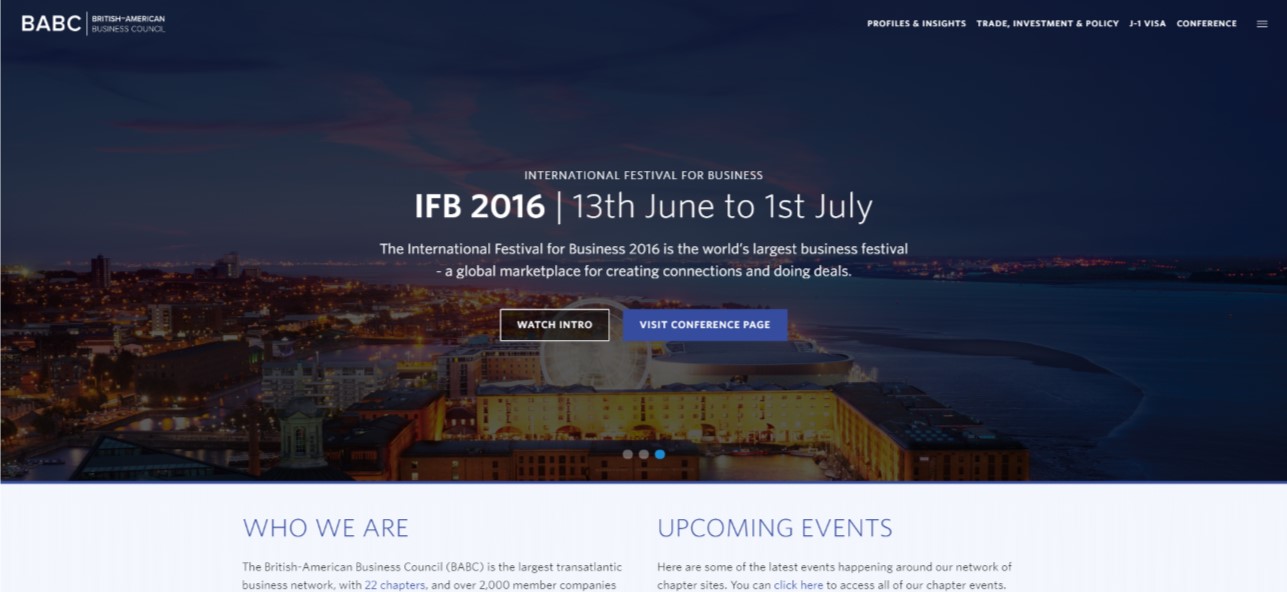 BABC
BRITISH-AMERICAN
BUSINESS COUNCIL
PROFILES & INSIGHTS TRADE, INVESTMENT & POLICY J-1 VISA CONFERENCE
INTERNATIONAL FESTIVAL FOR BUSINESS
IFB 2016 | 13th June to 1st July
The International Festival for Business 2016 is the world's largest business festival
- a global marketplace for creating connections and doing deals.
WATCH INTRO
VISIT CONFERENCE PAGE
WHO WE ARE
The British-American Business Council (BABC) is the largest transatlantic
business network, with 22 chapters, and over 2,000 member companies
UPCOMING EVENTS
Here are some of the latest events happening around our network of
chapter sites. You can click here to access all of our chapter events.